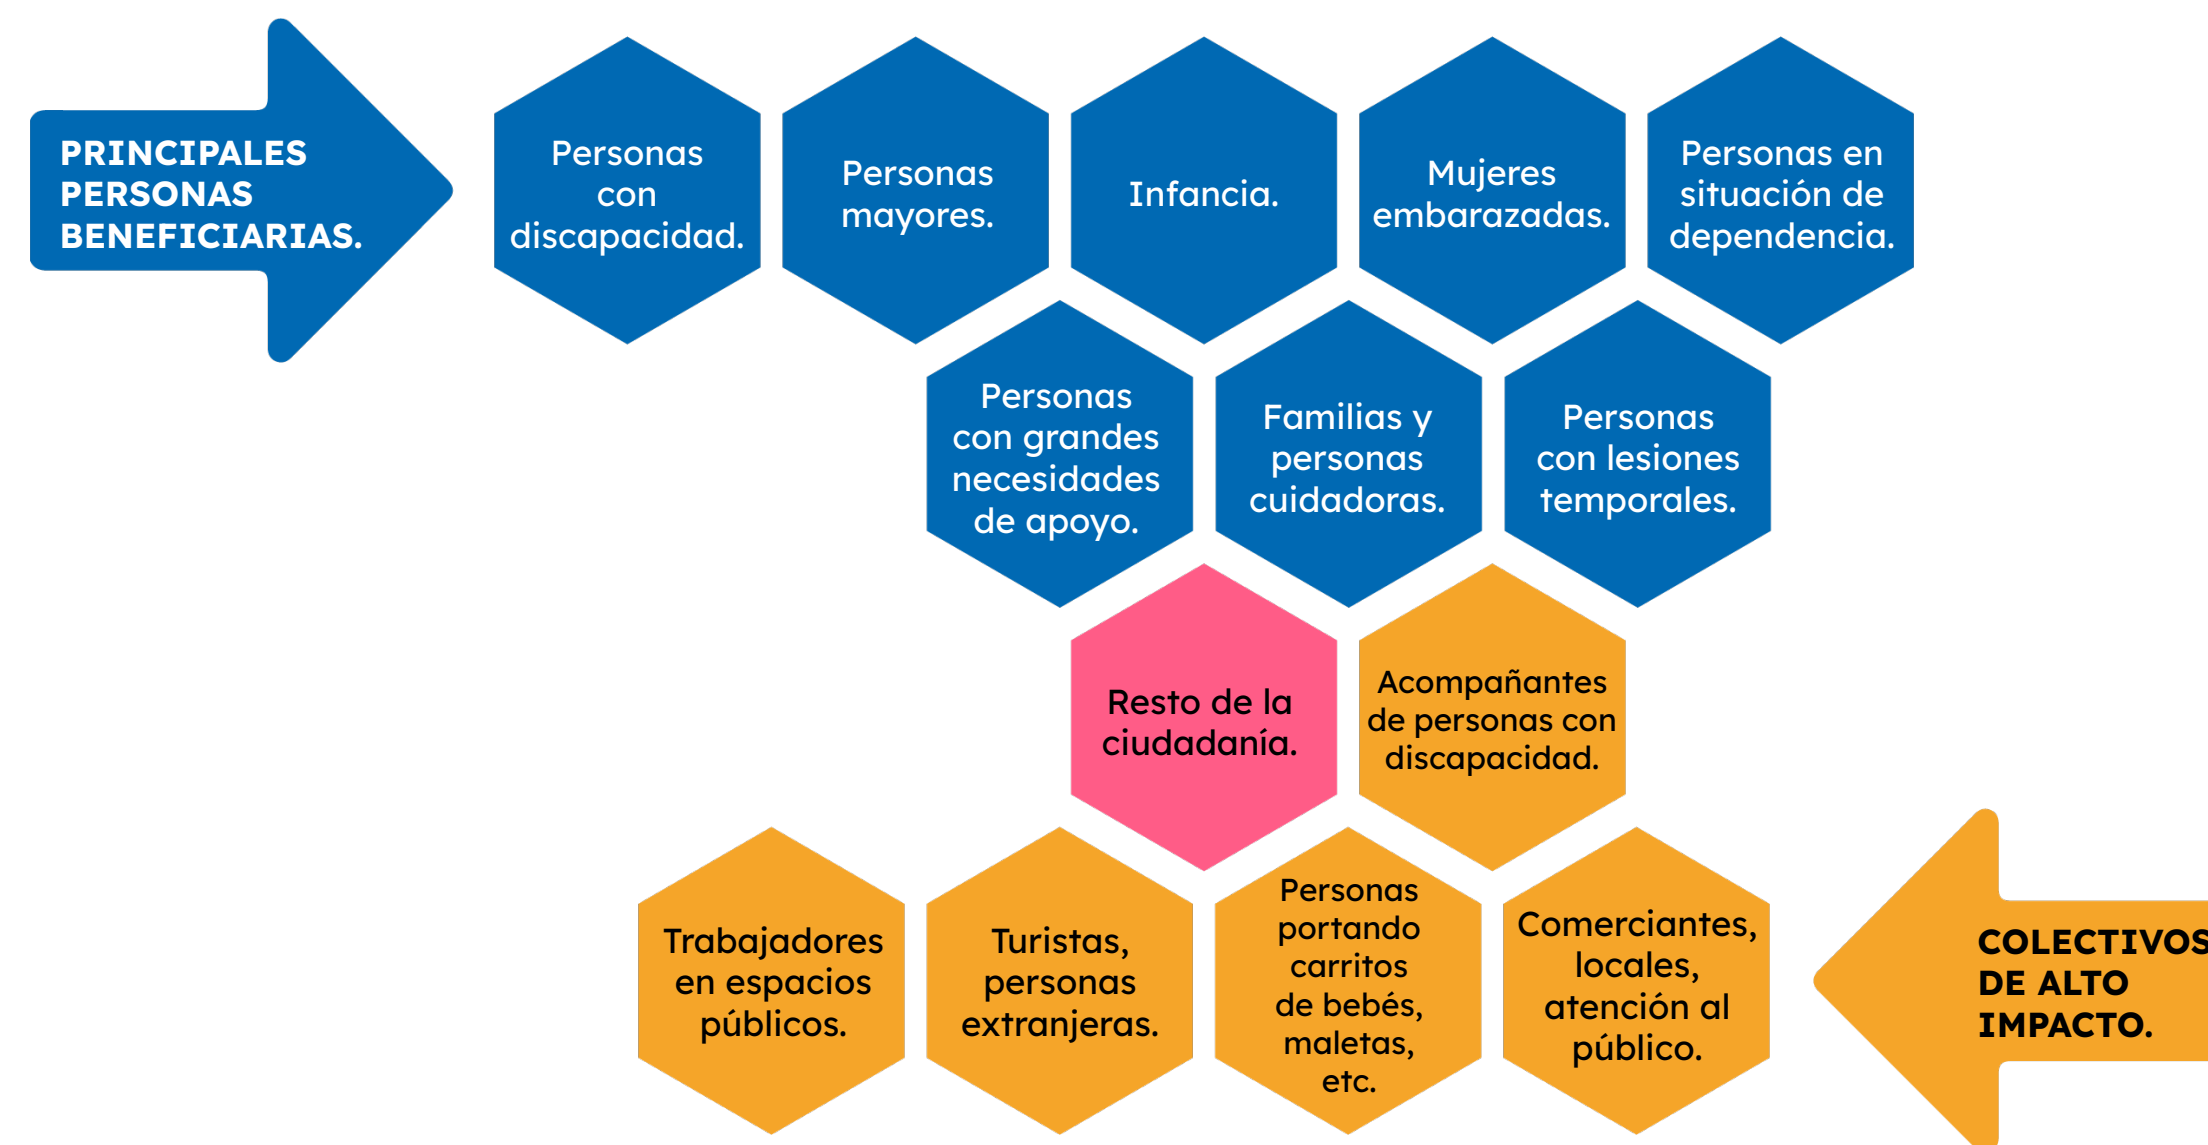 PRINCIPALES
PERSONAS
BENEFICIARIAS.
Personas
con
discapacidad.
Personas
mayores.
Infancia.
Mujeres
embarazadas.
Personas en
situación de
dependencia.
Personas
con grandes
necesidades
de apoyo.
Familias y
personas
cuidadoras.
Personas
con lesiones
temporales.
Resto de la
ciudadanía.
Acompañantes
de personas con
discapacidad.
Trabajadores
en espacios
públicos.
Turistas,
personas
extranjeras.
Personas
portando
carritos
de bebés,
maletas,
etc.
Comerciantes,
locales,
atención al
público.
COLECTIVOS
DE ALTO
IMPACTO.